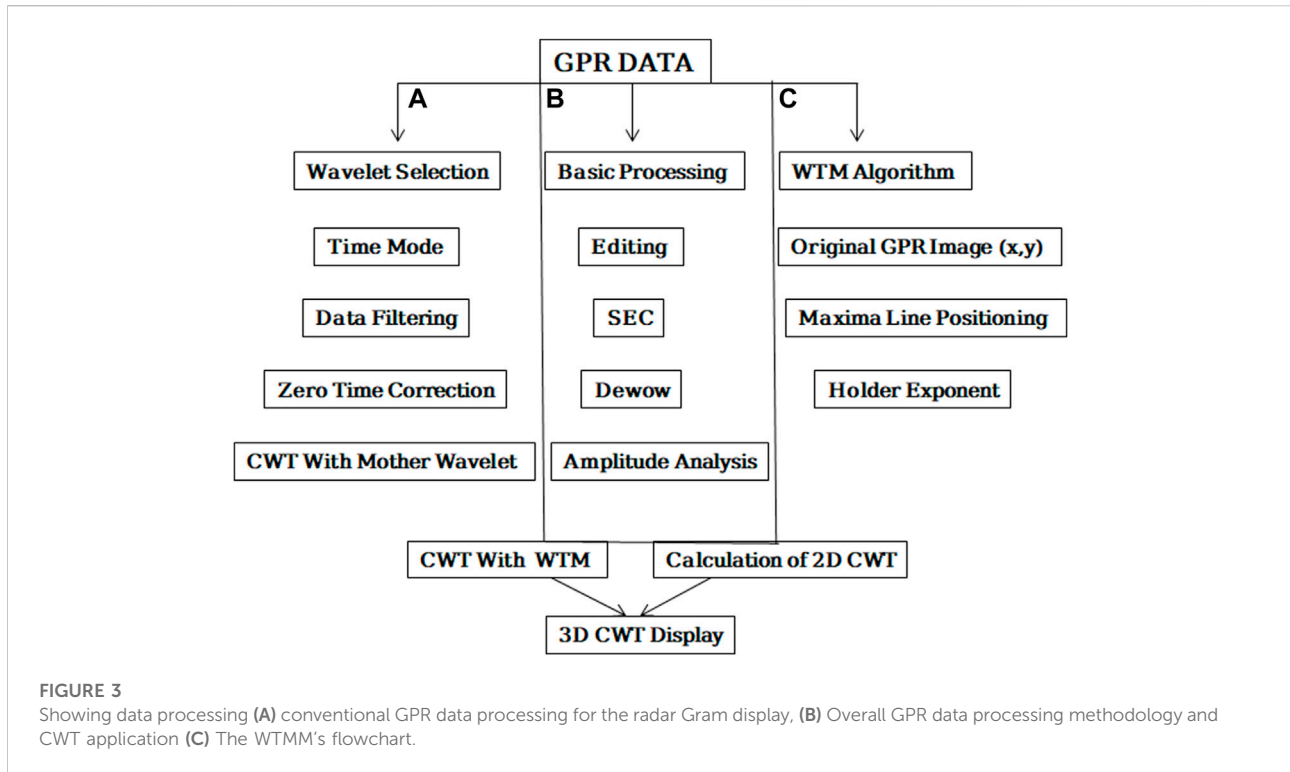 GPR DATA
A
B
C
Wavelet Selection
Basic Processing
WTM Algorithm
Time Mode
Editing
Original GPR Image (x,y)
Data Filtering
SEC
Maxima Line Positioning
Zero Time Correction
Dewow
Holder Exponent
CWT With Mother Wavelet
Amplitude Analysis
CWT With WTM
Calculation of 2D CWT
3D CWT Display
FIGURE 3
Showing data processing (A) conventional GPR data processing for the radar Gram display, (B) Overall GPR data processing methodology and
CWT application (C) The WTMM's flowchart.